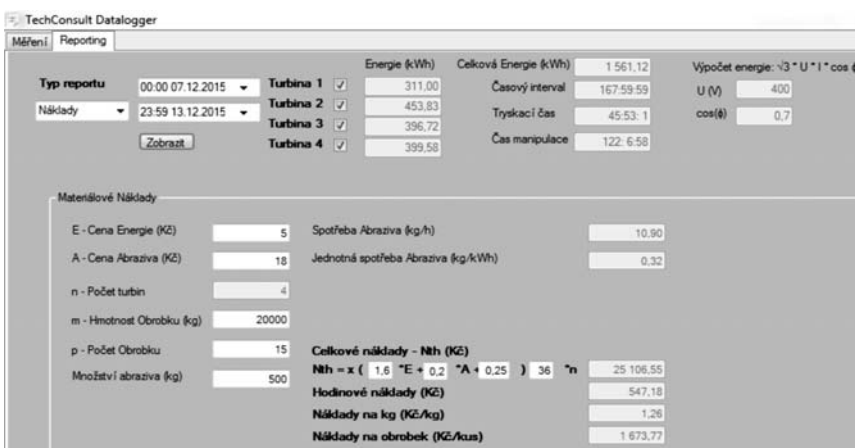 TechConsult Datalogger
Měření Reporting
Energie (kWh) Celková Energie (kWh) 1 561,12 Výpočet energie: √3 * U * I * cos
Typ reportu 00:00 07.12.2015 Turbina 1 311,00 Časový interval 167:59:59 U (V) 400
Náklady 23:59 13.12.2015 Turbina 2 453,83 Tryskací čas 45:53: 1 cos(ϕ) 0,7
Turbina 3 396,72
Zobrazit Turbina 4 399,58 Čas manipulace 122: 6:58
Materiálové Náklady
E - Cena Energie (Kč) 5 Spotřeba Abraziva (kg/h) 10,90
A - Cena Abraziva (Kč) 18 Jednotná spotřeba Abraziva (kg/kWh) 0,32
n - Počet turbin 4
m - Hmotnost Obrobku (kg) 20000
p - Počet Obrobku 15 Celkové náklady - Nth (Kč)
Množství abraziva (kg) 500 Nth = x ( 1,6 *E + 0,2 *A + 0,25 ) 36 *n 25 106,55
Hodinové náklady (Kč) 547,18
Náklady na kg (Kč/kg) 1,26
Náklady na obrobek (Kč/kus) 1 673,77